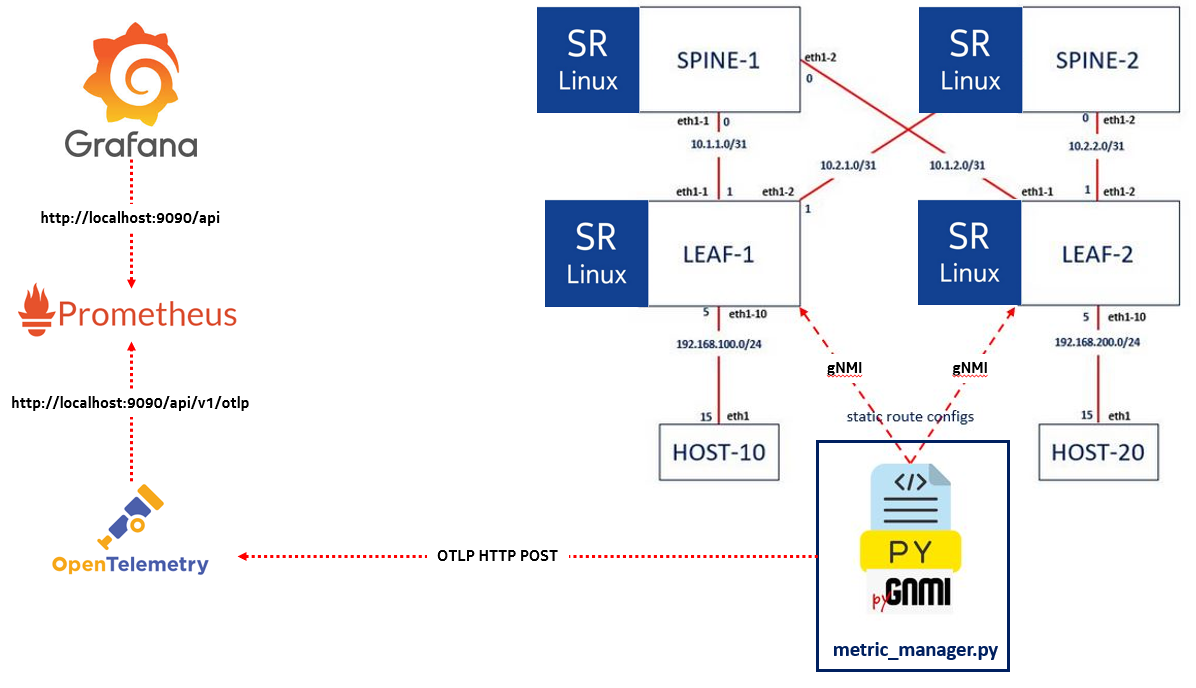 Grafana
http://localhost:9090/api
Prometheus
http://localhost:9090/api/v1/otlp
OpenTelemetry
OTLP HTTP POST
SR
Linux
SPINE-1
eth1-2
0
eth1-1
0
10.1.1.0/31
SR
Linux
SPINE-2
0
eth1-2
10.2.2.0/31
10.2.1.0/31
10.1.2.0/31
eth1-1
1
eth1-2
1
eth1-1
1
eth1-2
SR
Linux
LEAF-1
5
eth1-10
192.168.100.0/24
15
eth1
HOST-10
SR
Linux
LEAF-2
5
eth1-10
192.168.200.0/24
15
eth1
HOST-20
gNMI
gNMI
static route configs
</>
PY
pyGNMI
metric_manager.py